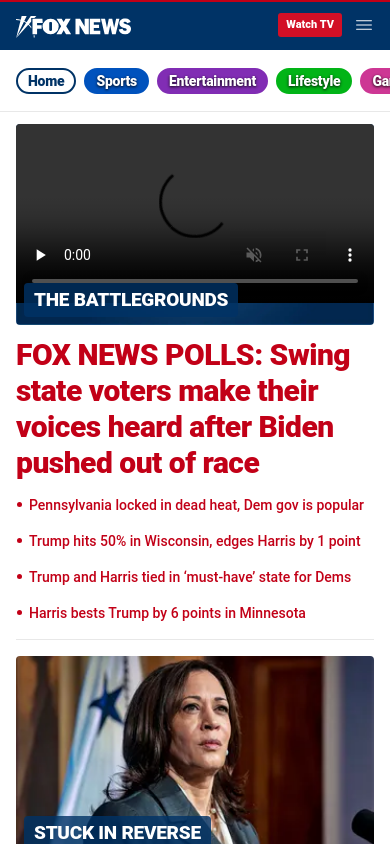 FOX NEWS
Watch TV
Home
Sports
Entertainment
Lifestyle
Ga
0:00
THE BATTLEGROUNDS
FOX NEWS POLLS: Swing
state voters make their
voices heard after Biden
pushed out of race
Pennsylvania locked in dead heat, Dem gov is popular
Trump hits 50% in Wisconsin, edges Harris by 1 point
Trump and Harris tied in ‘must-have’ state for Dems
Harris bests Trump by 6 points in Minnesota
STUCK IN REVERSE